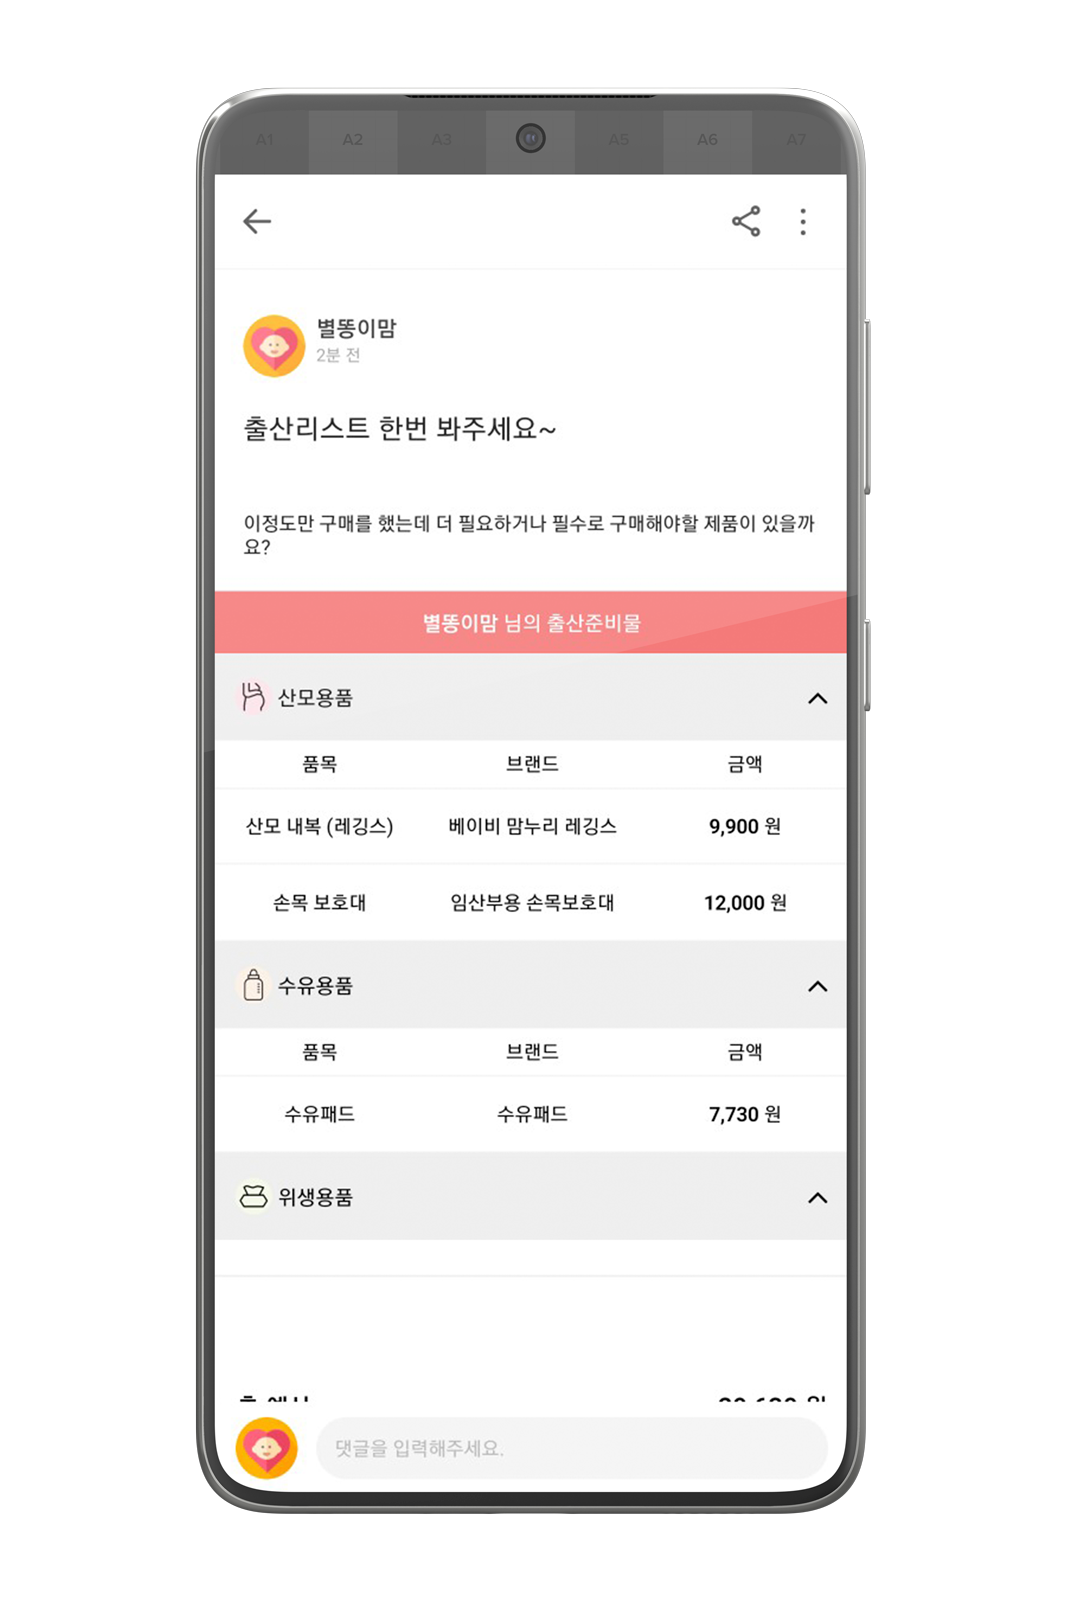 A1 A2 A3 A5 A6 A7
별똥이맘
2분 전
출산리스트 한번 봐주세요~
이정도만 구매를 했는데 더 필요하거나 필수로 구매해야할 제품이 있을까
요?
별똥이맘 님의 출산준비물
산모용품
품목 브랜드 금액
산모 내복 (레깅스) 베이비 맘누리 레깅스 9,900 원
손목 보호대 임산부용 손목보호대 12,000 원
수유용품
품목 브랜드 금액
수유패드 수유패드 7,730 원
위생용품
댓글을 입력해주세요.